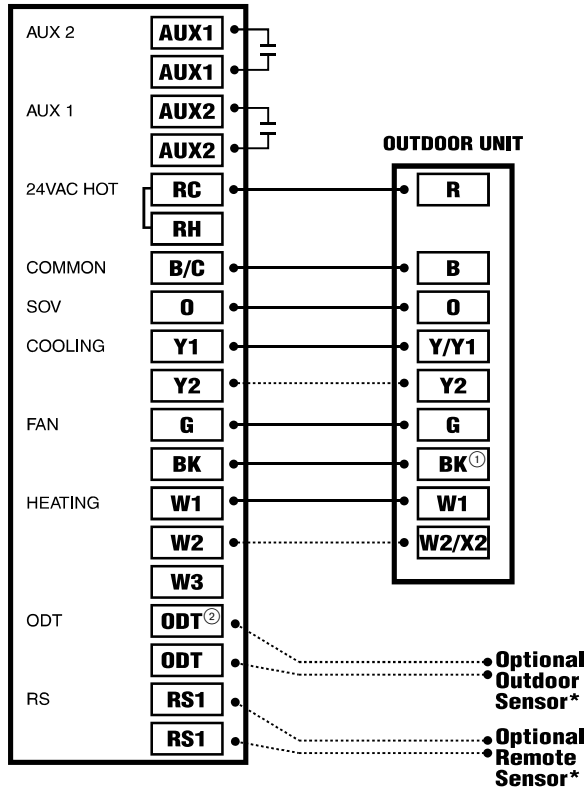 AUX 2 AUX1
AUX1
AUX 1 AUX2
AUX2
OUTDOOR UNIT
24VAC HOT RC R
RH
COMMON B/C B
SOV O O
COOLING Y1 Y/Y1
Y2 Y2
FAN G G
BK BK①
HEATING W1 W1
W2 W2/X2
W3
ODT ODT②
ODT
Optional
Outdoor
Sensor*
RS RS1
RS1
Optional
Remote
Sensor*